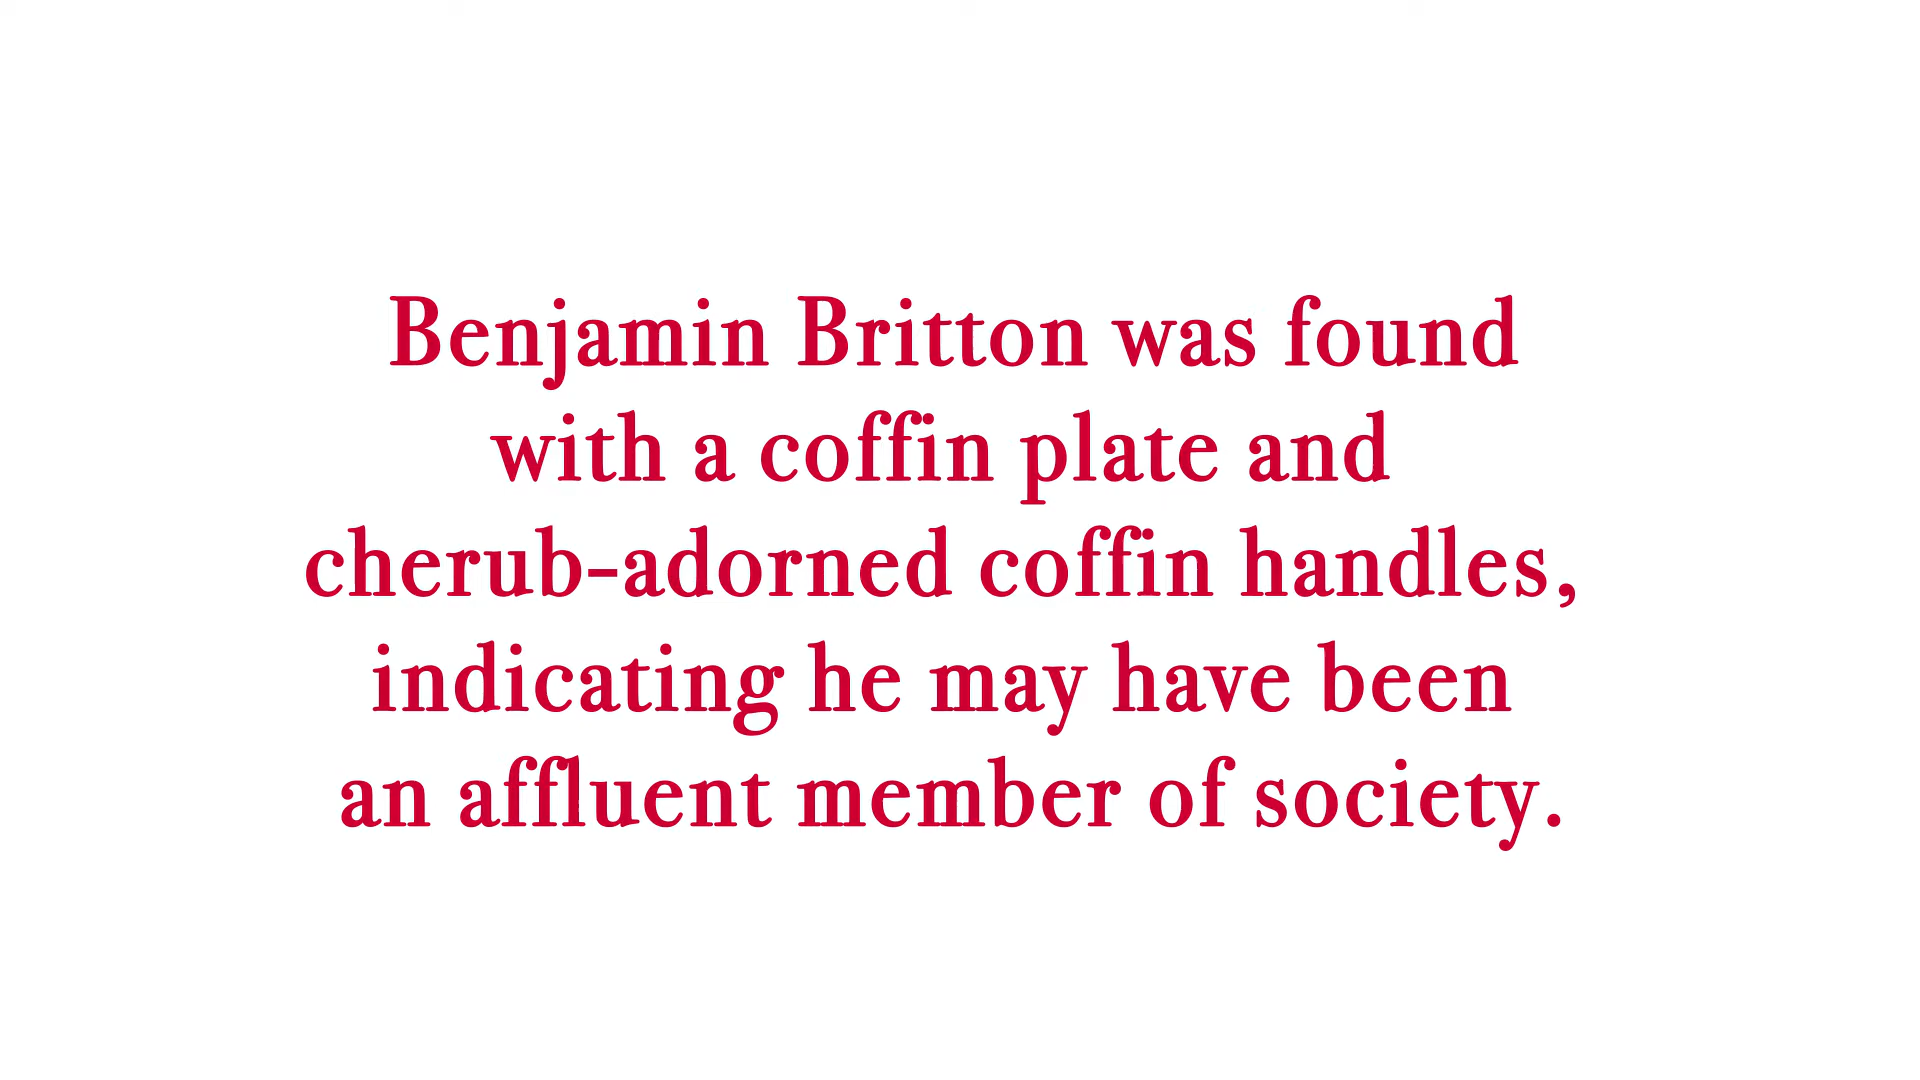 Benjamin Britton was found
with a coffin plate and
cherub-adorned coffin handles,
indicating he may have been
an affluent member of society.